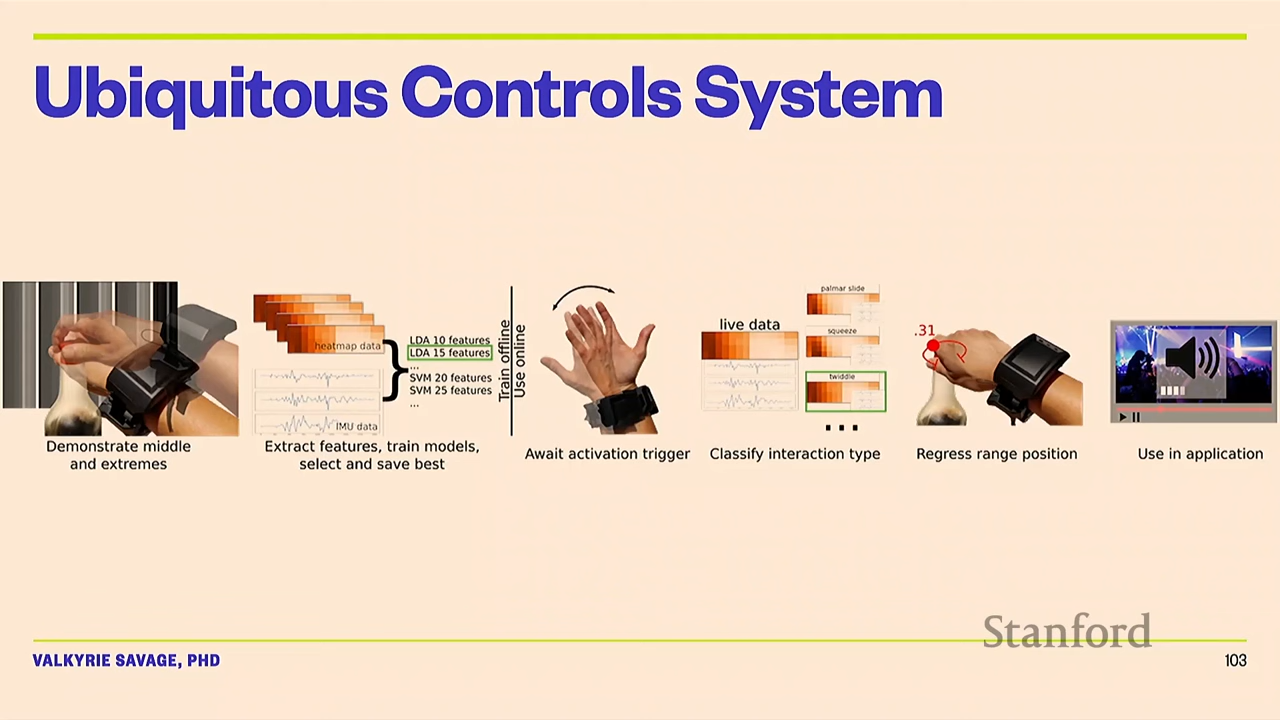 Ubiquitous Controls System
heatmap data
IMU data
LDA 10 features
LDA 15 features
...
SVM 20 features
SVM 25 features
...
Train offline
Use online
live data
palmar slide
squeeze
twiddle
...
.31
Demonstrate middle
and extremes
Extract features, train models,
select and save best
Await activation trigger
Classify interaction type
Regress range position
Use in application
Stanford
VALKYRIE SAVAGE, PHD
103